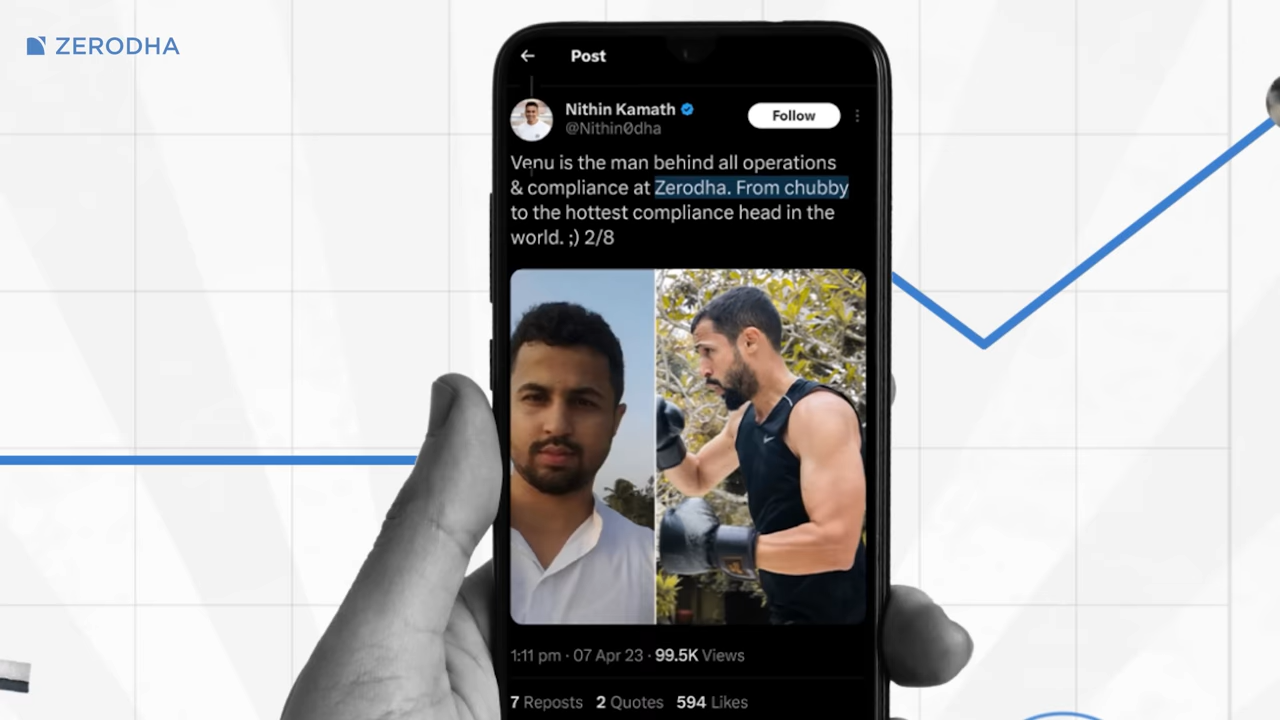 ZERODHA
Post
Nithin Kamath
@Nithin0dha
Follow
Venu is the man behind all operations
& compliance at Zerodha. From chubby
to the hottest compliance head in the
world. ;) 2/8
1:11 pm · 07 Apr 23 · 99.5K Views
7 Reposts 2 Quotes 594 Likes